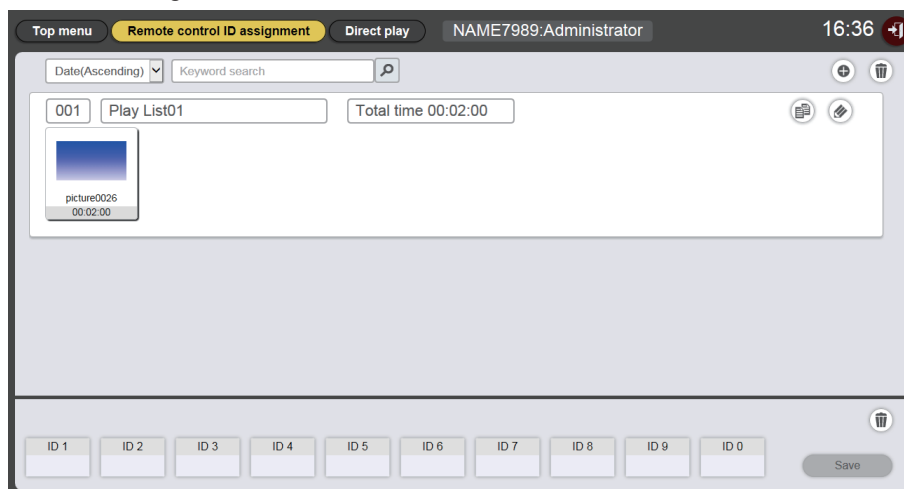 Top menu Remote control ID assignment Direct play NAME7989:Administrator 16:36
Date(Ascending) Keyword search
001 Play List01 Total time 00:02:00
picture0026
00:02:00
ID 1 ID 2 ID 3 ID 4 ID 5 ID 6 ID 7 ID 8 ID 9 ID 0
Save